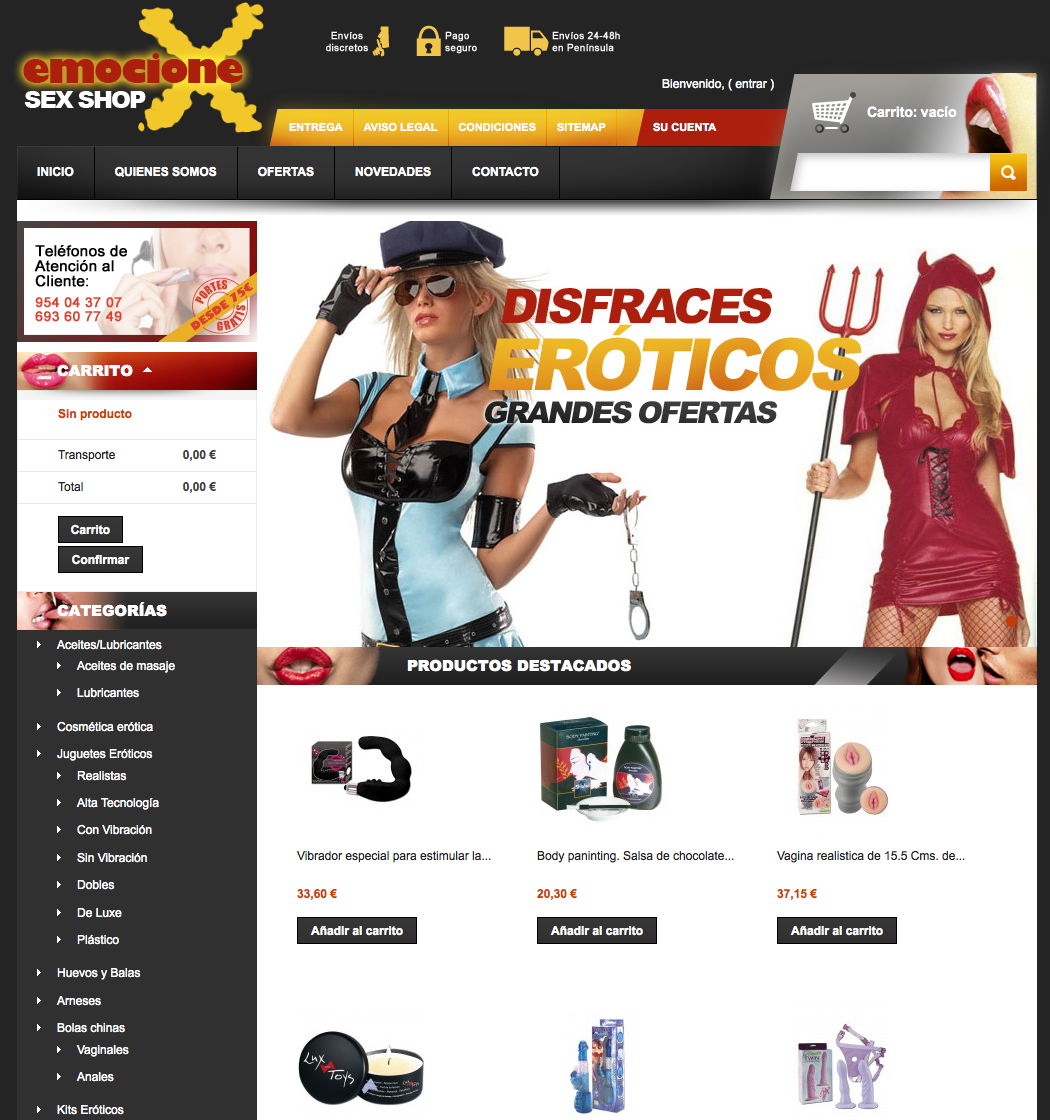 emocione
SEX SHOP
Envíos
discretos
Pago
seguro
Envíos 24-48h
en Península
Bienvenido, ( entrar )
ENTREGA
AVISO LEGAL
CONDICIONES
SITEMAP
SU CUENTA
Carrito: vacío
INICIO
QUIENES SOMOS
OFERTAS
NOVEDADES
CONTACTO
Teléfonos de
Atención al
Cliente:
954 04 37 07
693 60 77 49
PORTES
DESDE 75€
GRATIS
DISFRACES
ERÓTICOS
GRANDES OFERTAS
CARRITO
Sin producto
Transporte 0,00 €
Total 0,00 €
Carrito
Confirmar
CATEGORÍAS
Aceites/Lubricantes
Aceites de masaje
Lubricantes
Cosmética erótica
Juguetes Eróticos
Realistas
Alta Tecnología
Con Vibración
Sin Vibración
Dobles
De Luxe
Plástico
Huevos y Balas
Arneses
Bolas chinas
Vaginales
Anales
Kits Eróticos
PRODUCTOS DESTACADOS
BODY PAINTING
Vibrador especial para estimular la...
Body paninting. Salsa de chocolate...
Vagina realistica de 15.5 Cms. de...
33,60 €
20,30 €
37,15 €
Añadir al carrito
Añadir al carrito
Añadir al carrito
Lux
Toys
TWIN